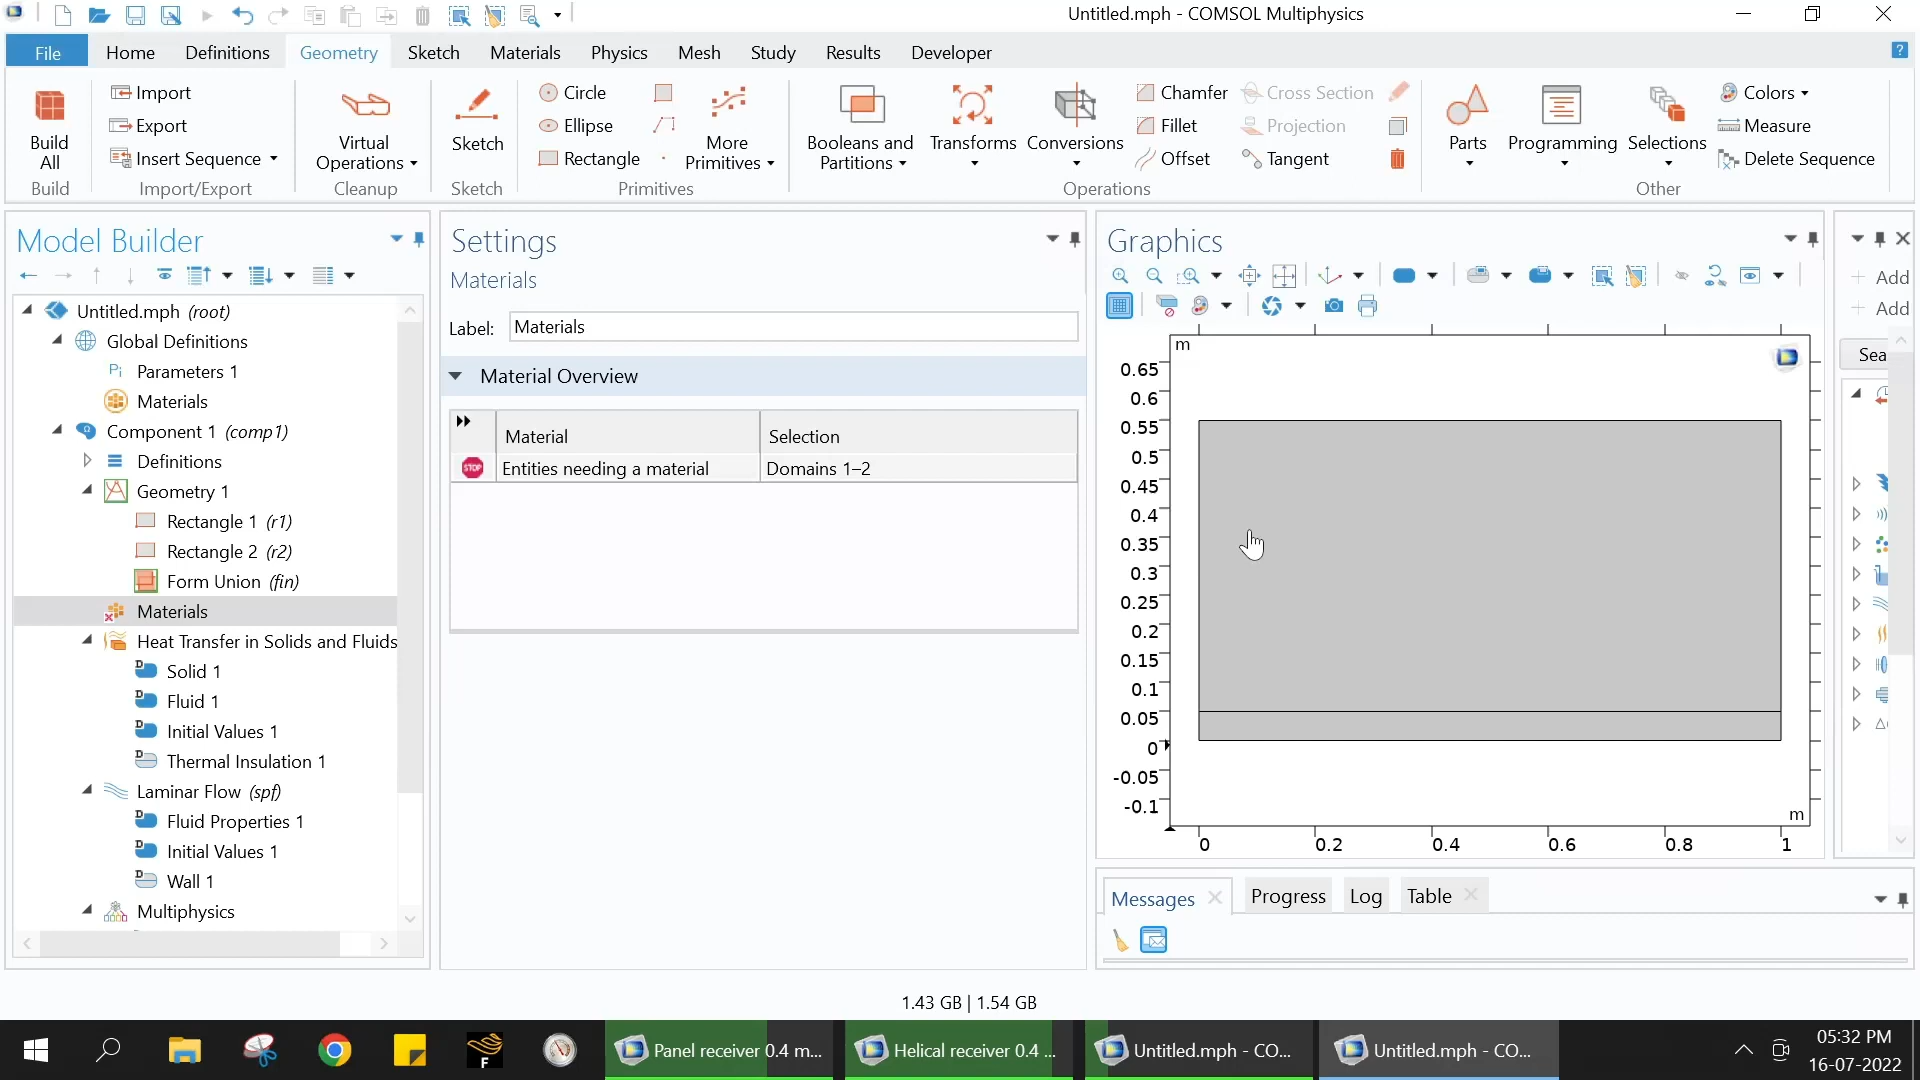 Untitled.mph - COMSOL Multiphysics
File Home Definitions Geometry Sketch Materials Physics Mesh Study Results Developer
Build All
Build
Import
Export
Insert Sequence
Import/Export
Virtual Operations
Cleanup
Sketch
Sketch
Circle
Ellipse
Rectangle
More Primitives
Primitives
Booleans and Partitions
Transforms
Conversions
Chamfer
Fillet
Offset
Cross Section
Projection
Tangent
Operations
Parts
Programming
Selections
Colors
Measure
Delete Sequence
Other
Model Builder
Untitled.mph (root)
Global Definitions
Pi Parameters 1
Materials
Component 1 (comp1)
Definitions
Geometry 1
Rectangle 1 (r1)
Rectangle 2 (r2)
Form Union (fin)
Materials
Heat Transfer in Solids and Fluids
Solid 1
Fluid 1
Initial Values 1
Thermal Insulation 1
Laminar Flow (spf)
Fluid Properties 1
Initial Values 1
Wall 1
Multiphysics
Settings
Materials
Label: Materials
Material Overview
Material Selection
STOP Entities needing a material Domains 1–2
Graphics
m
0.65
0.6
0.55
0.5
0.45
0.4
0.35
0.3
0.25
0.2
0.15
0.1
0.05
0
-0.05
-0.1
m
0 0.2 0.4 0.6 0.8 1
Add
Add
Sea
Messages Progress Log Table
1.43 GB | 1.54 GB
F
Panel receiver 0.4 m...
Helical receiver 0.4 ...
Untitled.mph - CO...
Untitled.mph - CO...
05:32 PM
16-07-2022